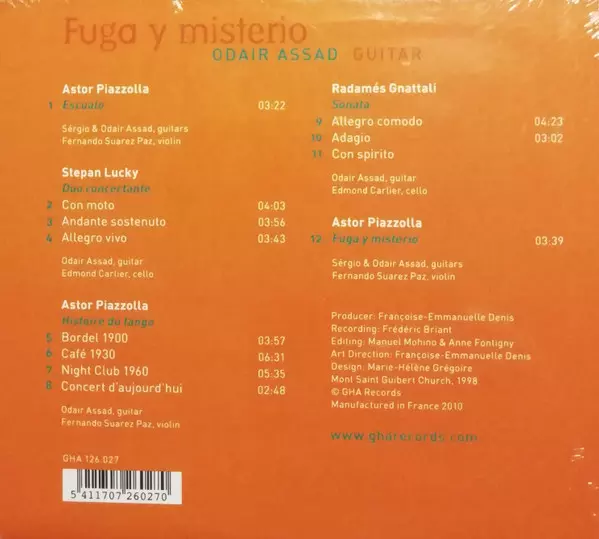 Fuga y misterio
ODAIR ASSAD GUITAR
Astor Piazzolla
1 Escualo 03:22
Sérgio & Odair Assad, guitars
Fernando Suarez Paz, violin
Stepan Lucky
Duo concertante
2 Con moto 04:03
3 Andante sostenuto 03:56
4 Allegro vivo 03:43
Odair Assad, guitar
Edmond Carlier, cello
Astor Piazzolla
Histoire du tango
5 Bordel 1900 03:57
6 Café 1930 06:31
7 Night Club 1960 05:35
8 Concert d'aujourd'hui 02:48
Odair Assad, guitar
Fernando Suarez Paz, violin
GHA 126.027
5 411707 260270
Radamés Gnattali
Sonata
9 Allegro comodo 04:23
10 Adagio 03:02
11 Con spirito
Odair Assad, guitar
Edmond Carlier, cello
Astor Piazzolla
12 Fuga y misterio 03:39
Sérgio & Odair Assad, guitars
Fernando Suarez Paz, violin
Producer: Françoise-Emmanuelle Denis
Recording: Frédéric Briant
Editing: Manuel Mohino & Anne Fontigny
Art Direction: Françoise-Emmanuelle Denis
Design: Marie-Hélène Grégoire
Mont Saint Guibert Church, 1998
© GHA Records
Manufactured in France 2010
www.gharecords.com